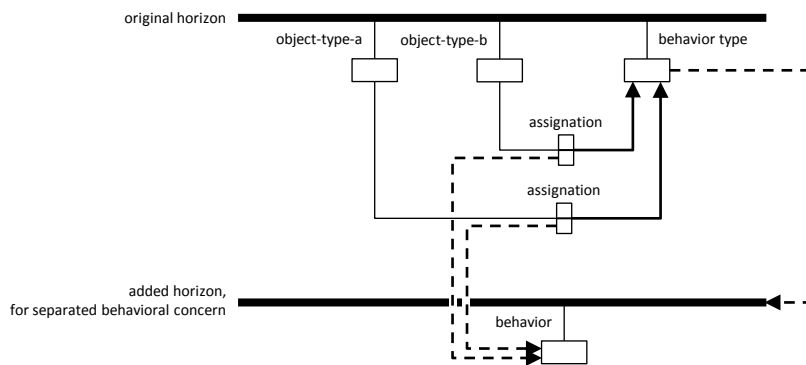 original horizon
object-type-a
object-type-b
behavior type
assignation
assignation
added horizon,
for separated behavioral concern
behavior